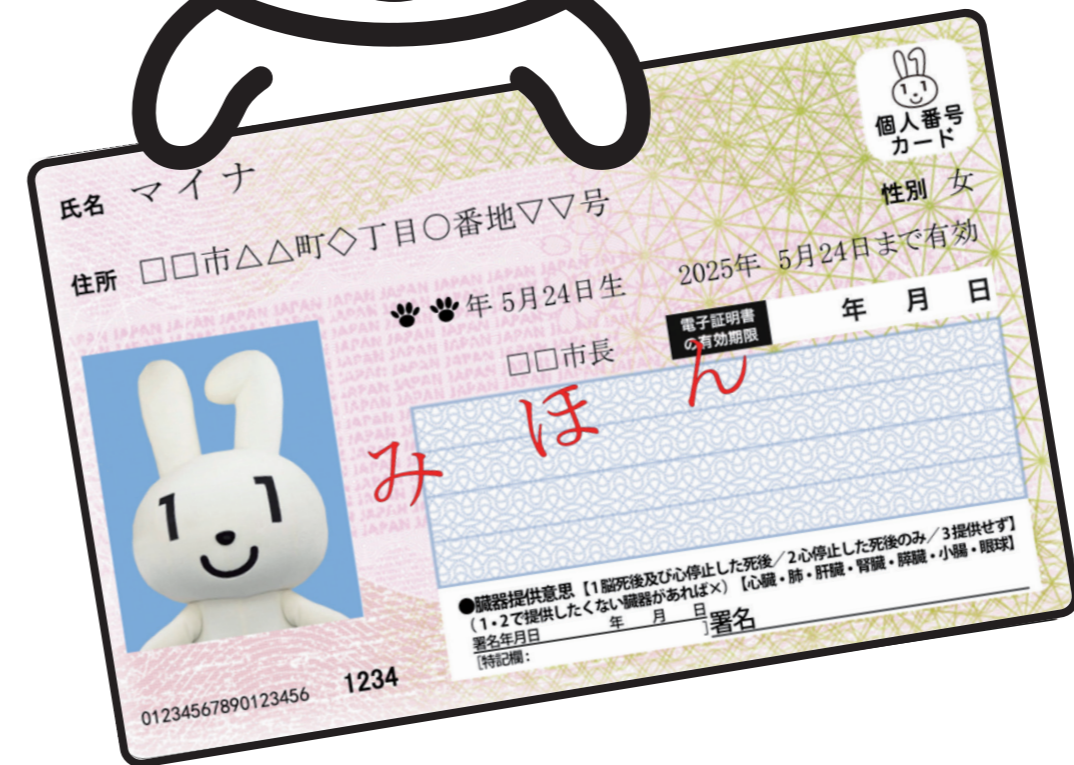 個人番号
カード
氏名 マイナ
性別 女
住所 □□市△△町◇丁目○番地▽▽号
年 5月24日生 2025年 5月24日まで有効
□□市長
電子証明書
の有効期限
年 月 日
みほん
JAPAN JAPAN JAPAN JAPAN JAPAN
●臓器提供意思【1脳死後及び心停止した死後/2心停止した死後のみ/3提供せず】
(1・2で提供したくない臓器があれば×)【心臓・肺・肝臓・腎臓・膵臓・小腸・眼球】
署名年月日 年 月 日
署名
[特記欄: ]
01234567890123456 1234